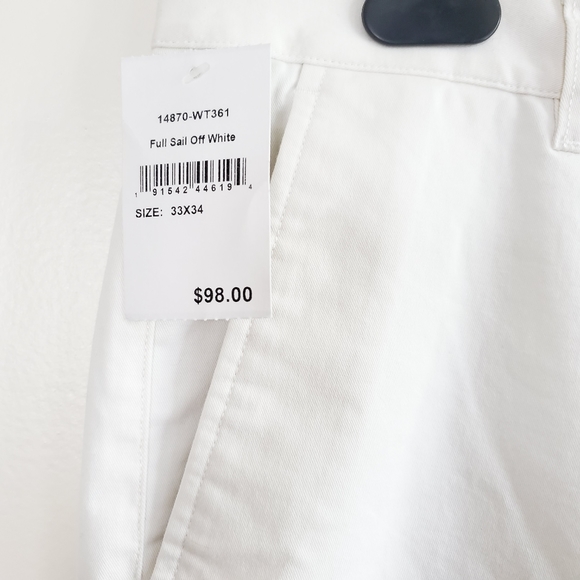 14870-WT361
Full Sail Off White
1 91542 44619 4
SIZE: 33X34
$98.00